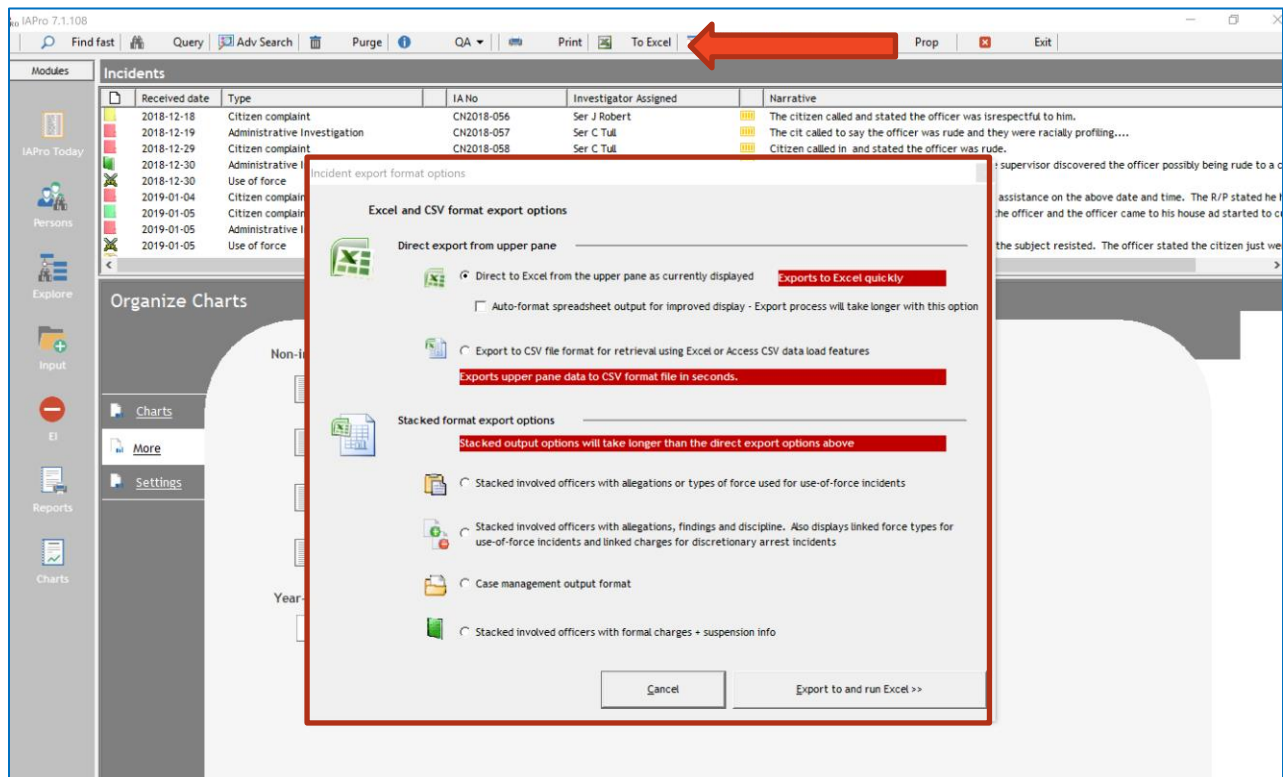 IAPro 7.1.108
Find fast Query Adv Search Purge QA Print To Excel Prop Exit
Modules
Incidents
Received date Type IA No Investigator Assigned Narrative
2018-12-18 Citizen complaint CN2018-056 Ser J Robert The citizen called and stated the officer was isrespectful to him.
2018-12-19 Administrative Investigation CN2018-057 Ser C Tull The cit called to say the officer was rude and they were racially profiling....
2018-12-29 Citizen complaint CN2018-058 Ser C Tull Citizen called in and stated the officer was rude.
2018-12-30 Administrative I supervisor discovered the officer possibly being rude to a c
2018-12-30 Use of force
2019-01-04 Citizen complain assistance on the above date and time. The R/P stated he h
2019-01-05 Citizen complain the officer and the officer came to his house ad started to cu
2019-01-05 Administrative I
2019-01-05 Use of force the subject resisted. The officer stated the citizen just we
IAPro Today
Persons
Explore
Input
EI
Reports
Charts
Organize Charts
Non-i
Charts
More
Settings
Year-
Incident export format options
Excel and CSV format export options
Direct export from upper pane
Direct to Excel from the upper pane as currently displayed Exports to Excel quickly
Auto-format spreadsheet output for improved display - Export process will take longer with this option
Export to CSV file format for retrieval using Excel or Access CSV data load features
Exports upper pane data to CSV format file in seconds.
Stacked format export options
Stacked output options will take longer than the direct export options above
Stacked involved officers with allegations or types of force used for use-of-force incidents
Stacked involved officers with allegations, findings and discipline. Also displays linked force types for
use-of-force incidents and linked charges for discretionary arrest incidents
Case management output format
Stacked involved officers with formal charges + suspension info
Cancel Export to and run Excel >>